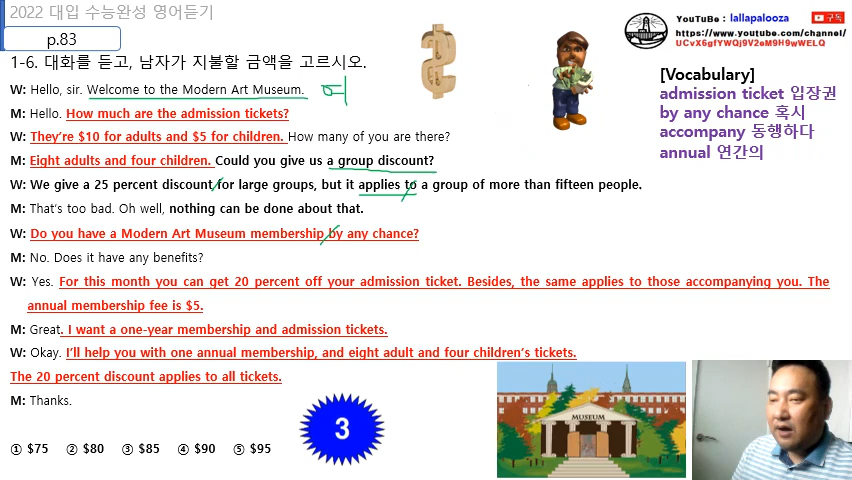 2022 대입 수능완성 영어듣기
p.83
YouTuBe : lallapalooza
구독
https://www.youtube.com/channel/
UCvX6gfYWQj9V2eM9H9wWELQ
1-6. 대화를 듣고, 남자가 지불할 금액을 고르시오.
[Vocabulary]
admission ticket 입장권
by any chance 혹시
accompany 동행하다
annual 연간의
W: Hello, sir. Welcome to the Modern Art Museum. 여
M: Hello. How much are the admission tickets?
W: They're $10 for adults and $5 for children. How many of you are there?
M: Eight adults and four children. Could you give us a group discount?
W: We give a 25 percent discount for large groups, but it applies to a group of more than fifteen people.
M: That's too bad. Oh well, nothing can be done about that.
W: Do you have a Modern Art Museum membership by any chance?
M: No. Does it have any benefits?
W: Yes. For this month you can get 20 percent off your admission ticket. Besides, the same applies to those accompanying you. The
annual membership fee is $5.
M: Great. I want a one-year membership and admission tickets.
W: Okay. I'll help you with one annual membership, and eight adult and four children's tickets.
The 20 percent discount applies to all tickets.
M: Thanks.
3
MUSEUM
① $75 ② $80 ③ $85 ④ $90 ⑤ $95